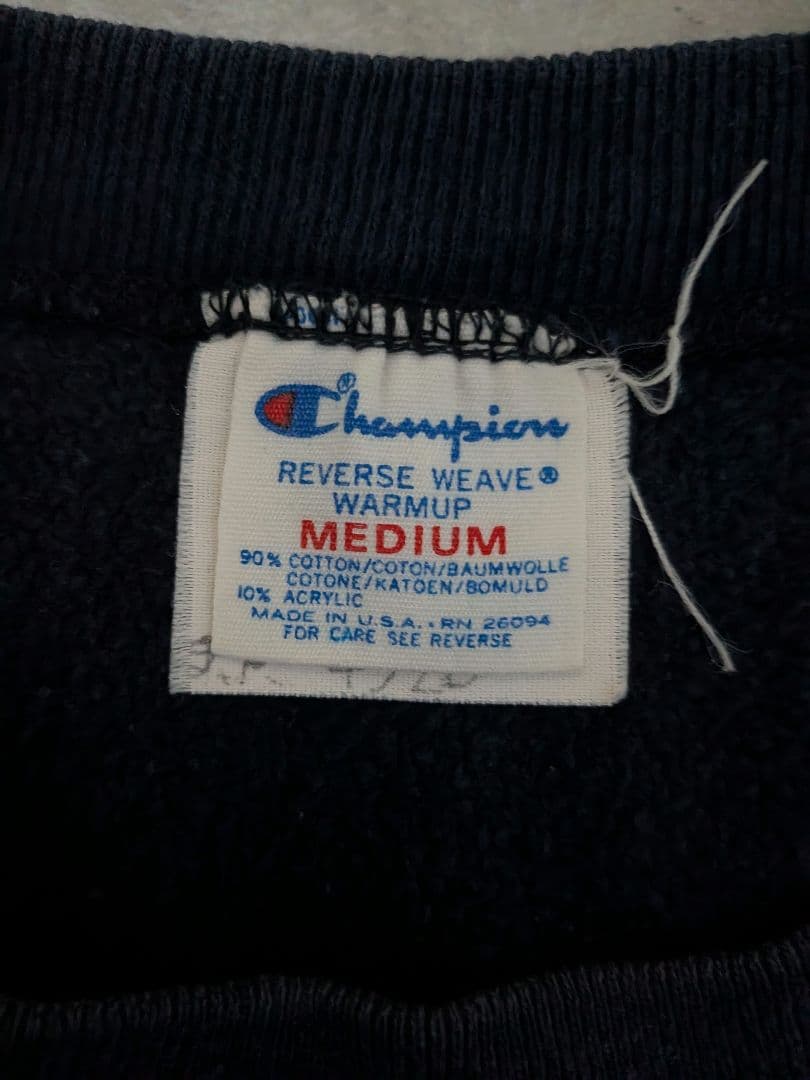 Champion®
REVERSE WEAVE®
WARMUP
MEDIUM
90% COTTON/COTON/BAUMWOLLE
COTONE/KATOEN/BOMULD
10% ACRYLIC
MADE IN U.S.A. • RN 26094
FOR CARE SEE REVERSE